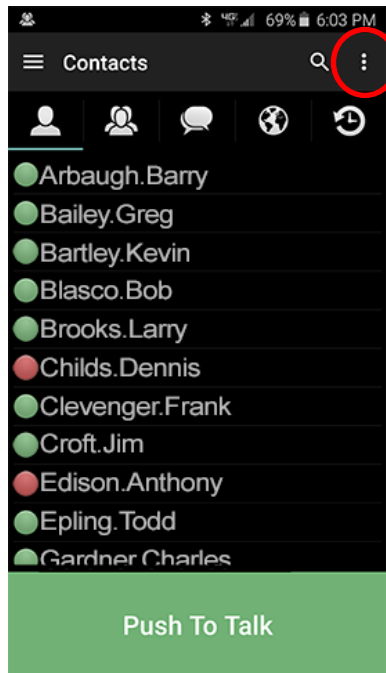 4G 69% 6:03 PM
Contacts
Arbaugh.Barry
Bailey.Greg
Bartley.Kevin
Blasco.Bob
Brooks.Larry
Childs.Dennis
Clevenger.Frank
Croft.Jim
Edison.Anthony
Epling.Todd
Gardner.Charles
Push To Talk